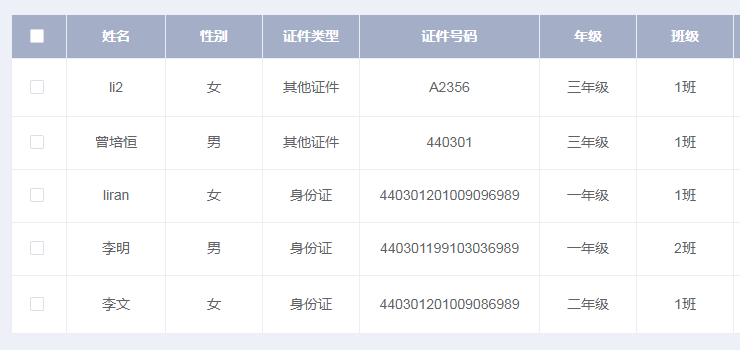 姓名 性别 证件类型 证件号码 年级 班级
li2 女 其他证件 A2356 三年级 1班
曾培恒 男 其他证件 440301 三年级 1班
liran 女 身份证 440301201009096989 一年级 1班
李明 男 身份证 440301199103036989 一年级 2班
李文 女 身份证 440301201009086989 二年级 1班